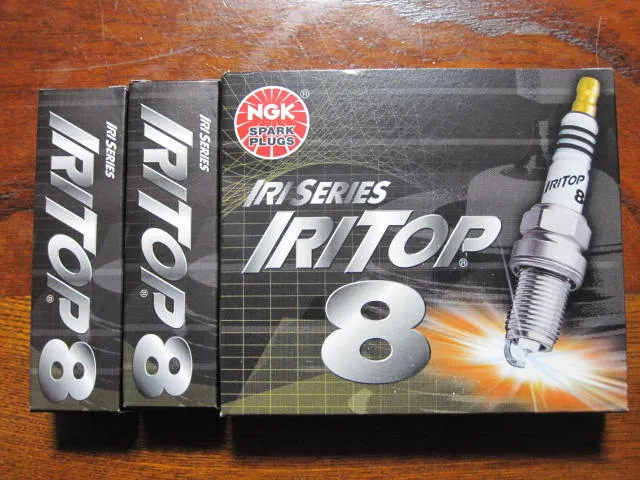 IRI SERIES
IRITOP 8
®
IRI SERIES
IRITOP 8
®
NGK
®
SPARK
PLUGS
IRI-SERIES
IRITOP
®
8
IRITOP
8